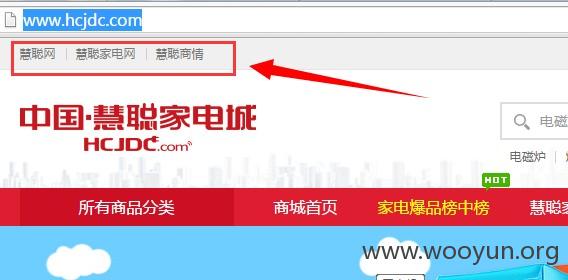 www.hcjdc.com
慧聪网 | 慧聪家电网 | 慧聪商情
中国·慧聪家电城
HCJDC.com
电磁
电磁炉
HOT
所有商品分类 商城首页 家电爆品榜中榜 慧聪家
www.wooyun.org